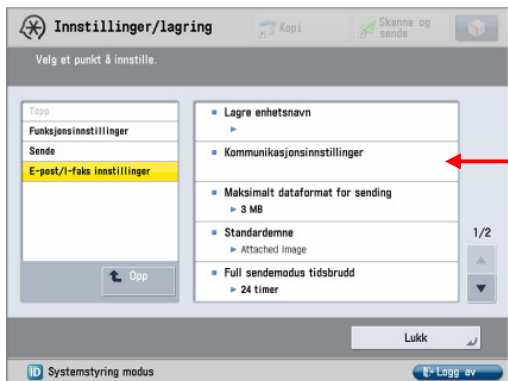 Innstillinger/lagring
Kopi
Skanne og
sende
Velg et punkt å innstille.
Topp
Funksjonsinnstillinger
Sende
E-post/I-faks innstillinger
Opp
Lagre enhetsnavn
Kommunikasjonsinnstillinger
Maksimalt dataformat for sending
3 MB
Standardemne
Attached Image
Full sendemodus tidsbrudd
24 timer
1/2
Lukk
ID Systemstyring modus
Logg av